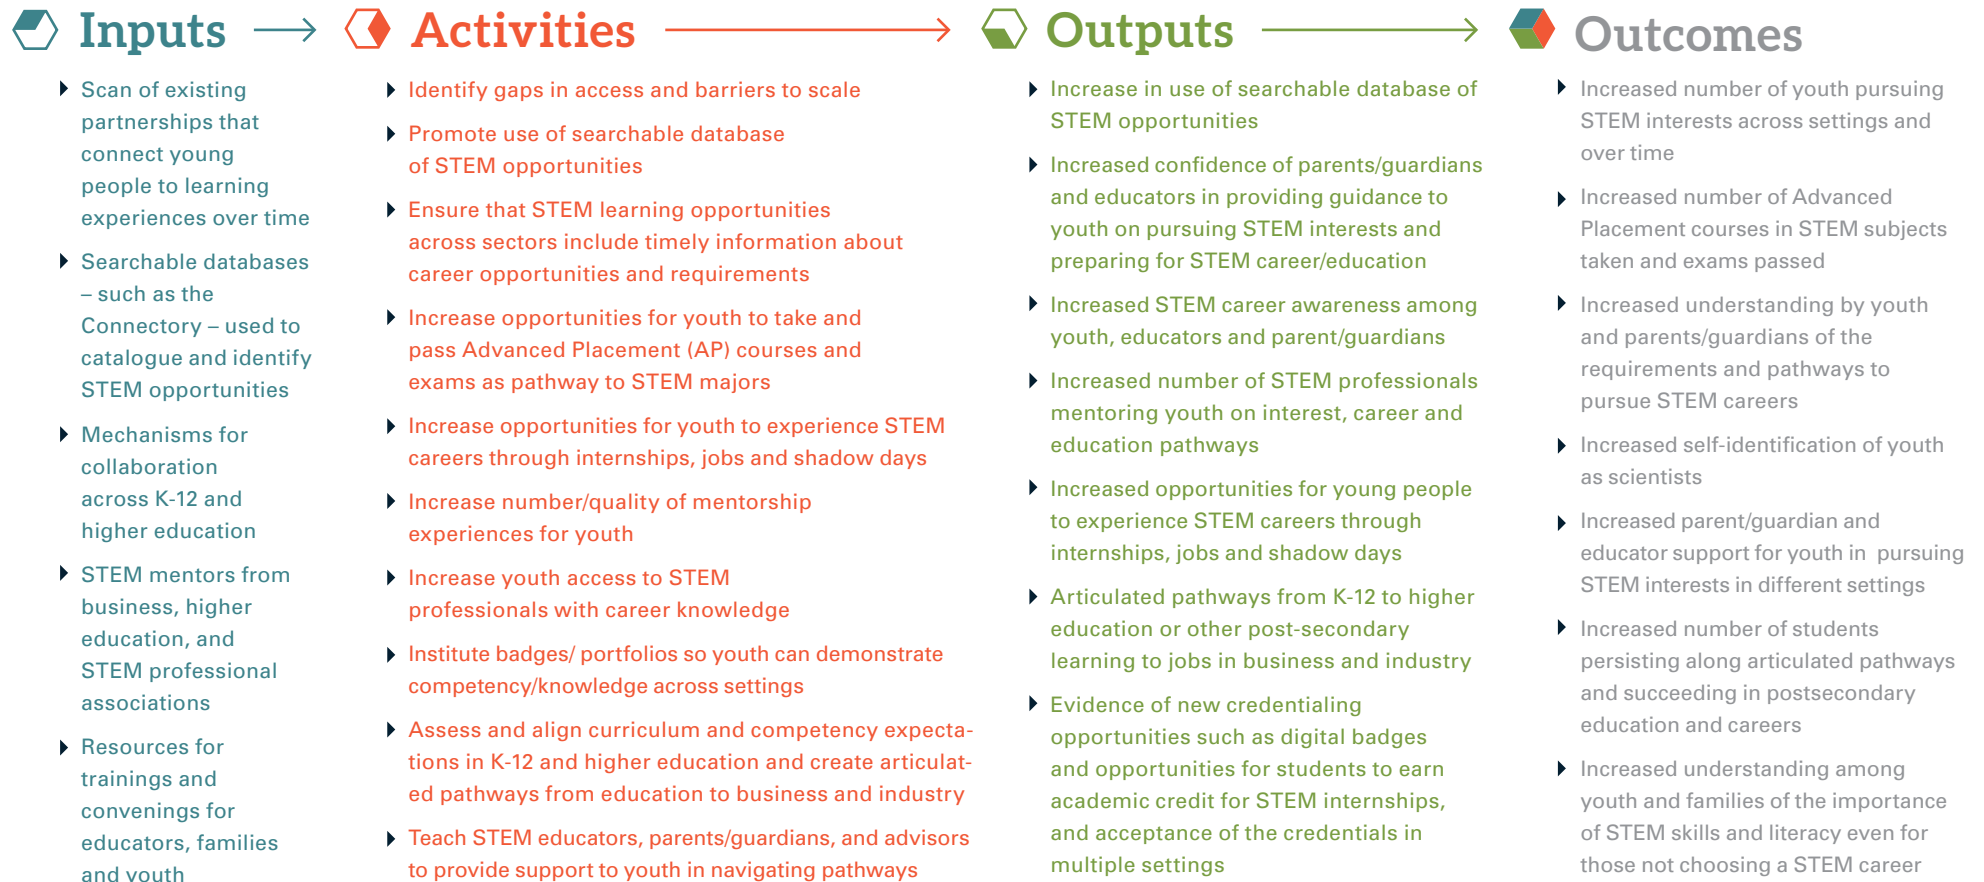 Inputs
Scan of existing
partnerships that
connect young
people to learning
experiences over time
Searchable databases
– such as the
Connectory – used to
catalogue and identify
STEM opportunities
Mechanisms for
collaboration
across K-12 and
higher education
STEM mentors from
business, higher
education, and
STEM professional
associations
Resources for
trainings and
convenings for
educators, families
and youth
Activities
Identify gaps in access and barriers to scale
Promote use of searchable database
of STEM opportunities
Ensure that STEM learning opportunities
across sectors include timely information about
career opportunities and requirements
Increase opportunities for youth to take and
pass Advanced Placement (AP) courses and
exams as pathway to STEM majors
Increase opportunities for youth to experience STEM
careers through internships, jobs and shadow days
Increase number/quality of mentorship
experiences for youth
Increase youth access to STEM
professionals with career knowledge
Institute badges/ portfolios so youth can demonstrate
competency/knowledge across settings
Assess and align curriculum and competency expecta-
tions in K-12 and higher education and create articulat-
ed pathways from education to business and industry
Teach STEM educators, parents/guardians, and advisors
to provide support to youth in navigating pathways
Outputs
Increase in use of searchable database of
STEM opportunities
Increased confidence of parents/guardians
and educators in providing guidance to
youth on pursuing STEM interests and
preparing for STEM career/education
Increased STEM career awareness among
youth, educators and parent/guardians
Increased number of STEM professionals
mentoring youth on interest, career and
education pathways
Increased opportunities for young people
to experience STEM careers through
internships, jobs and shadow days
Articulated pathways from K-12 to higher
education or other post-secondary
learning to jobs in business and industry
Evidence of new credentialing
opportunities such as digital badges
and opportunities for students to earn
academic credit for STEM internships,
and acceptance of the credentials in
multiple settings
Outcomes
Increased number of youth pursuing
STEM interests across settings and
over time
Increased number of Advanced
Placement courses in STEM subjects
taken and exams passed
Increased understanding by youth
and parents/guardians of the
requirements and pathways to
pursue STEM careers
Increased self-identification of youth
as scientists
Increased parent/guardian and
educator support for youth in pursuing
STEM interests in different settings
Increased number of students
persisting along articulated pathways
and succeeding in postsecondary
education and careers
Increased understanding among
youth and families of the importance
of STEM skills and literacy even for
those not choosing a STEM career